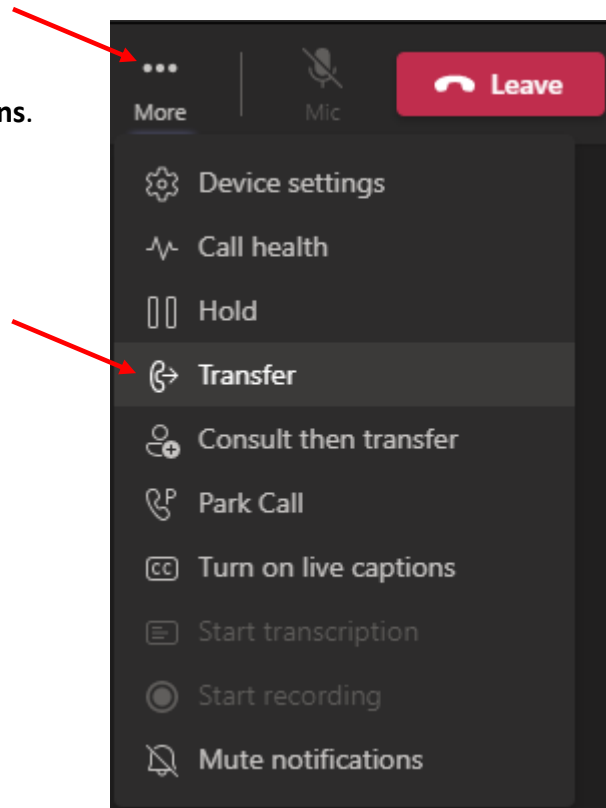 Leave
More
Mic
ns.
Device settings
Call health
Hold
Transfer
Consult then transfer
Park Call
CC Turn on live captions
Start transcription
Start recording
Mute notifications